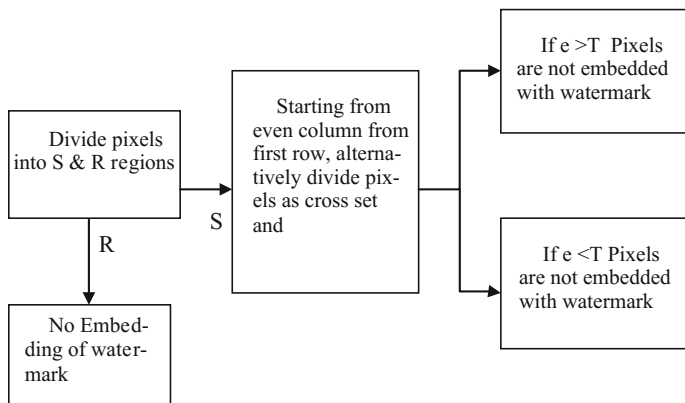 Divide pixels
into S & R regions
R
No Embed-
ding of water-
mark
S
Starting from
even column from
first row, alterna-
tively divide pix-
els as cross set
and
If e >T Pixels
are not embedded
with watermark
If e <T Pixels
are not embedded
with watermark